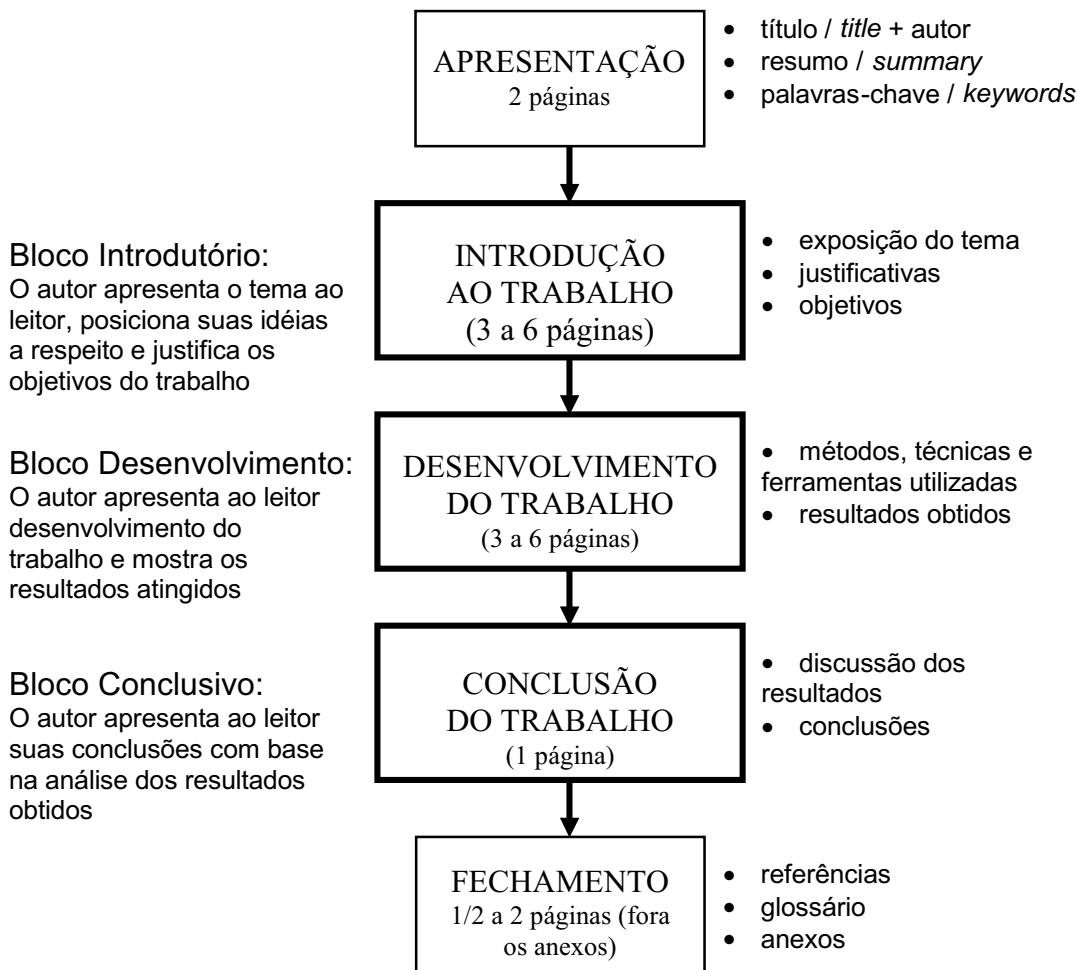 APRESENTAÇÃO
2 páginas
• título / title + autor
• resumo / summary
• palavras-chave / keywords
Bloco Introdutório:
O autor apresenta o tema ao
leitor, posiciona suas idéias
a respeito e justifica os
objetivos do trabalho
INTRODUÇÃO
AO TRABALHO
(3 a 6 páginas)
• exposição do tema
• justificativas
• objetivos
Bloco Desenvolvimento:
O autor apresenta ao leitor
desenvolvimento do
trabalho e mostra os
resultados atingidos
DESENVOLVIMENTO
DO TRABALHO
(3 a 6 páginas)
• métodos, técnicas e
ferramentas utilizadas
• resultados obtidos
Bloco Conclusivo:
O autor apresenta ao leitor
suas conclusões com base
na análise dos resultados
obtidos
CONCLUSÃO
DO TRABALHO
(1 página)
• discussão dos
resultados
• conclusões
FECHAMENTO
1/2 a 2 páginas (fora
os anexos)
• referências
• glossário
• anexos